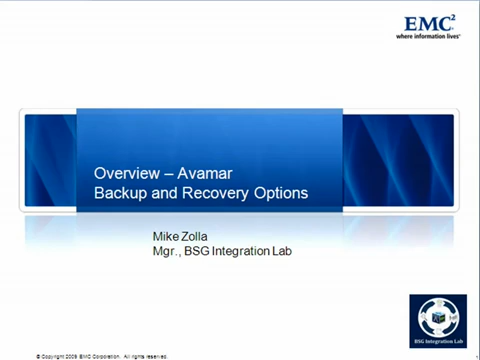 EMC²
where information lives®
Overview – Avamar
Backup and Recovery Options
Mike Zolla
Mgr., BSG Integration Lab
BSG Integration Lab
© Copyright 2009 EMC Corporation. All rights reserved.